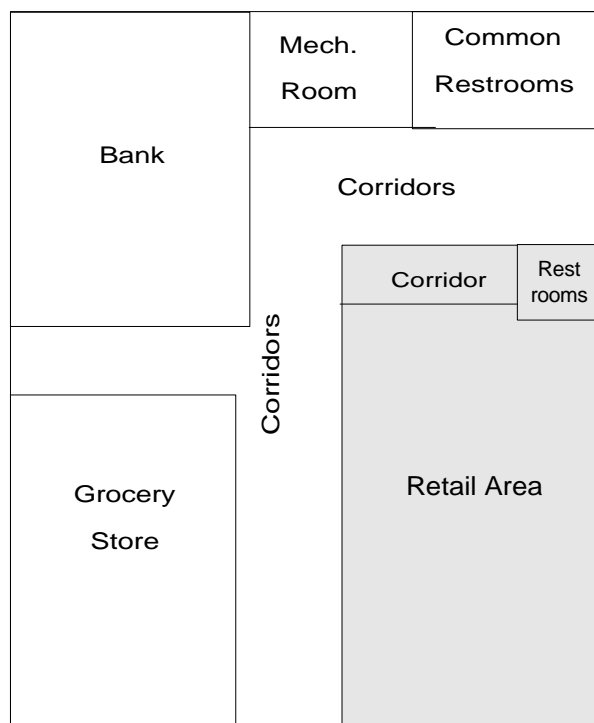 Mech.
Room
Common
Restrooms
Bank
Corridors
Corridor
Rest
rooms
Corridors
Grocery
Store
Retail Area